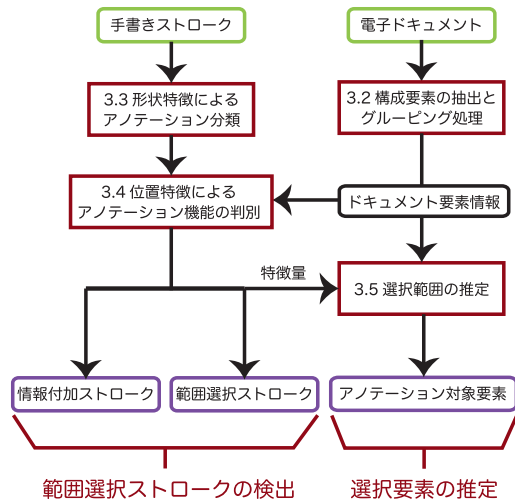 手書きストローク
電子ドキュメント
3.3 形状特徴による
アノテーション分類
3.2 構成要素の抽出と
グルーピング処理
3.4 位置特徴による
アノテーション機能の判別
ドキュメント要素情報
特徴量
3.5 選択範囲の推定
情報付加ストローク
範囲選択ストローク
アノテーション対象要素
範囲選択ストロークの検出
選択要素の推定